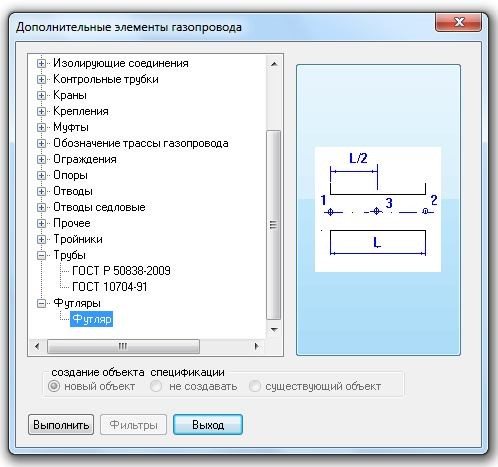 Дополнительные элементы газопровода
Изолирующие соединения
Контрольные трубки
Краны
Крепления
Муфты
Обозначение трассы газопровода
Ограждения
Опоры
Отводы
Отводы седловые
Прочее
Тройники
Трубы
ГОСТ Р 50838-2009
ГОСТ 10704-91
Футляры
Футляр
L/2
1 3 2
L
создание объекта спецификации
новый объект не создавать существующий объект
Выполнить Фильтры Выход